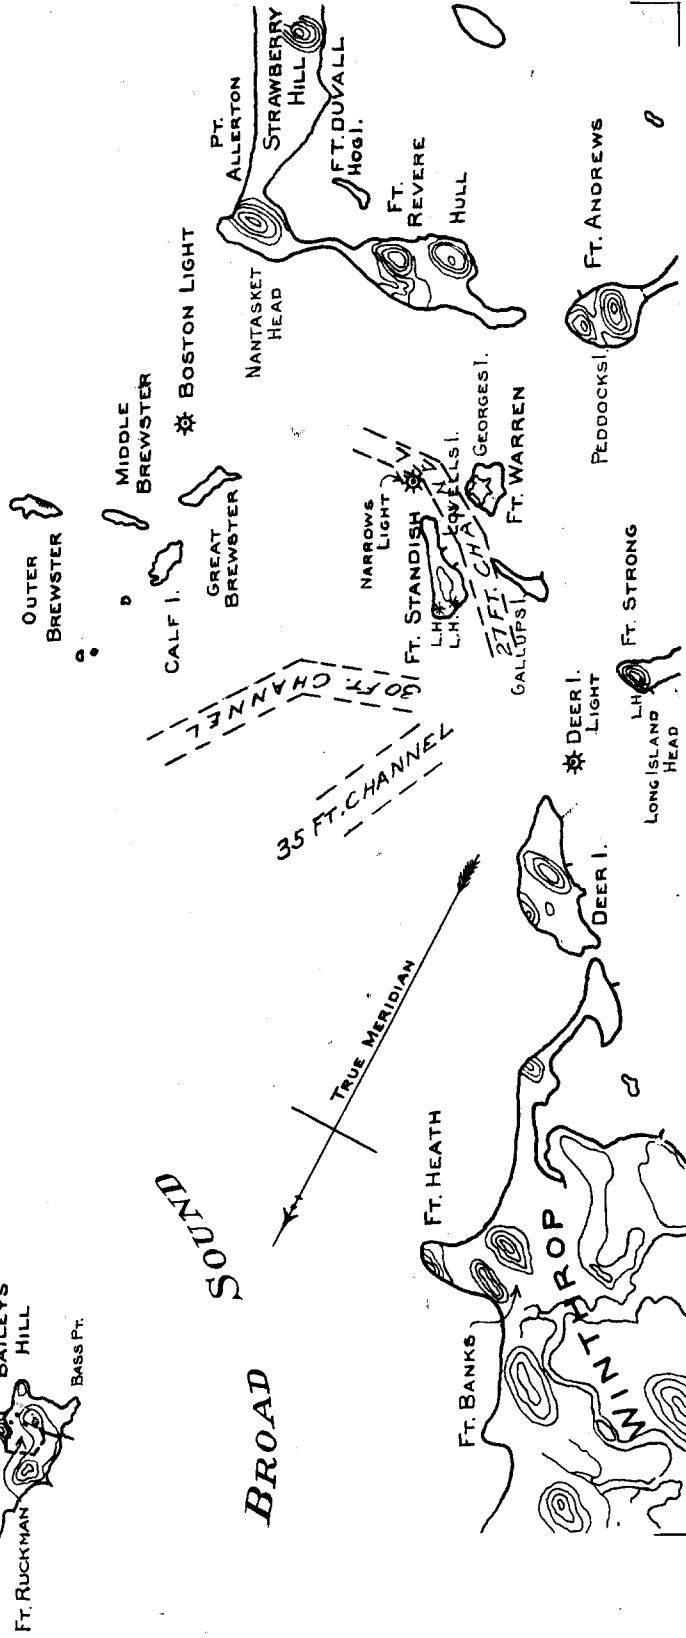 PT.
ALLERTON
STRAWBERRY
HILL
FT. DUVALL
HOG I.
FT.
REVERE
HULL
FT. ANDREWS
PEDDOCKS I.
BOSTON LIGHT
NANTASKET
HEAD
MIDDLE
BREWSTER
OUTER
BREWSTER
CALF I.
GREAT
BREWSTER
NARROWS
LIGHT
FT. STANDISH
LOVELLS I.
L.H.
L.H.
GEORGES I.
FT. WARREN
27 FT. CHAN
GALLUPS I.
FT. STRONG
L.H.
LONG ISLAND
HEAD
DEER I.
LIGHT
30 FT. CHANNEL
35 FT. CHANNEL
DEER I.
TRUE MERIDIAN
FT. HEATH
FT. BANKS
WINTHROP
BROAD
SOUND
BAILEYS
HILL
BASS PT.
FT. RUCKMAN